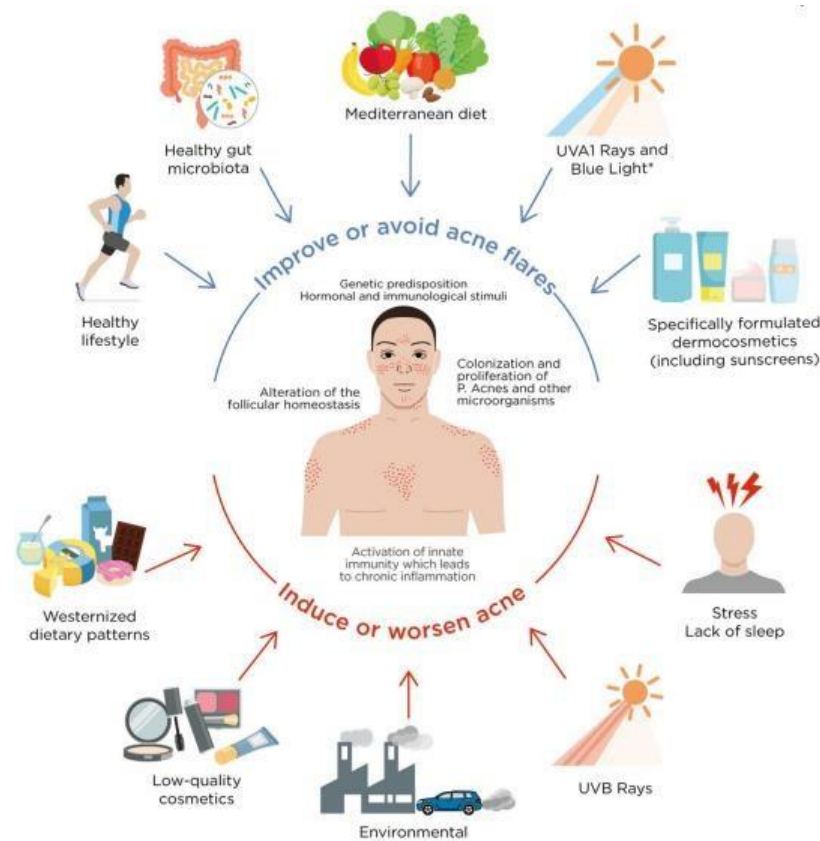 Mediterranean diet
Healthy gut
microbiota
UVA1 Rays and
Blue Light*
Improve or avoid acne flares
Healthy
lifestyle
Specifically formulated
dermocosmetics
(including sunscreens)
Genetic predisposition
Hormonal and immunological stimuli
Alteration of the
follicular homeostasis
Colonization and
proliferation of
P. Acnes and other
microorganisms
Activation of innate
immunity which leads
to chronic inflammation
Induce or worsen acne
Westernized
dietary patterns
Stress
Lack of sleep
Low-quality
cosmetics
UVB Rays
Environmental